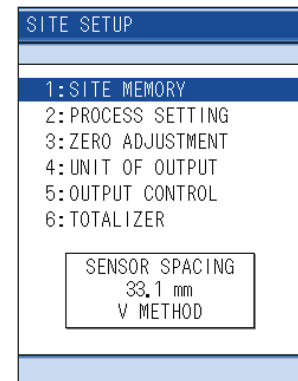 SITE SETUP
1:SITE MEMORY
2:PROCESS SETTING
3:ZERO ADJUSTMENT
4:UNIT OF OUTPUT
5:OUTPUT CONTROL
6:TOTALIZER
SENSOR SPACING
33.1 mm
V METHOD